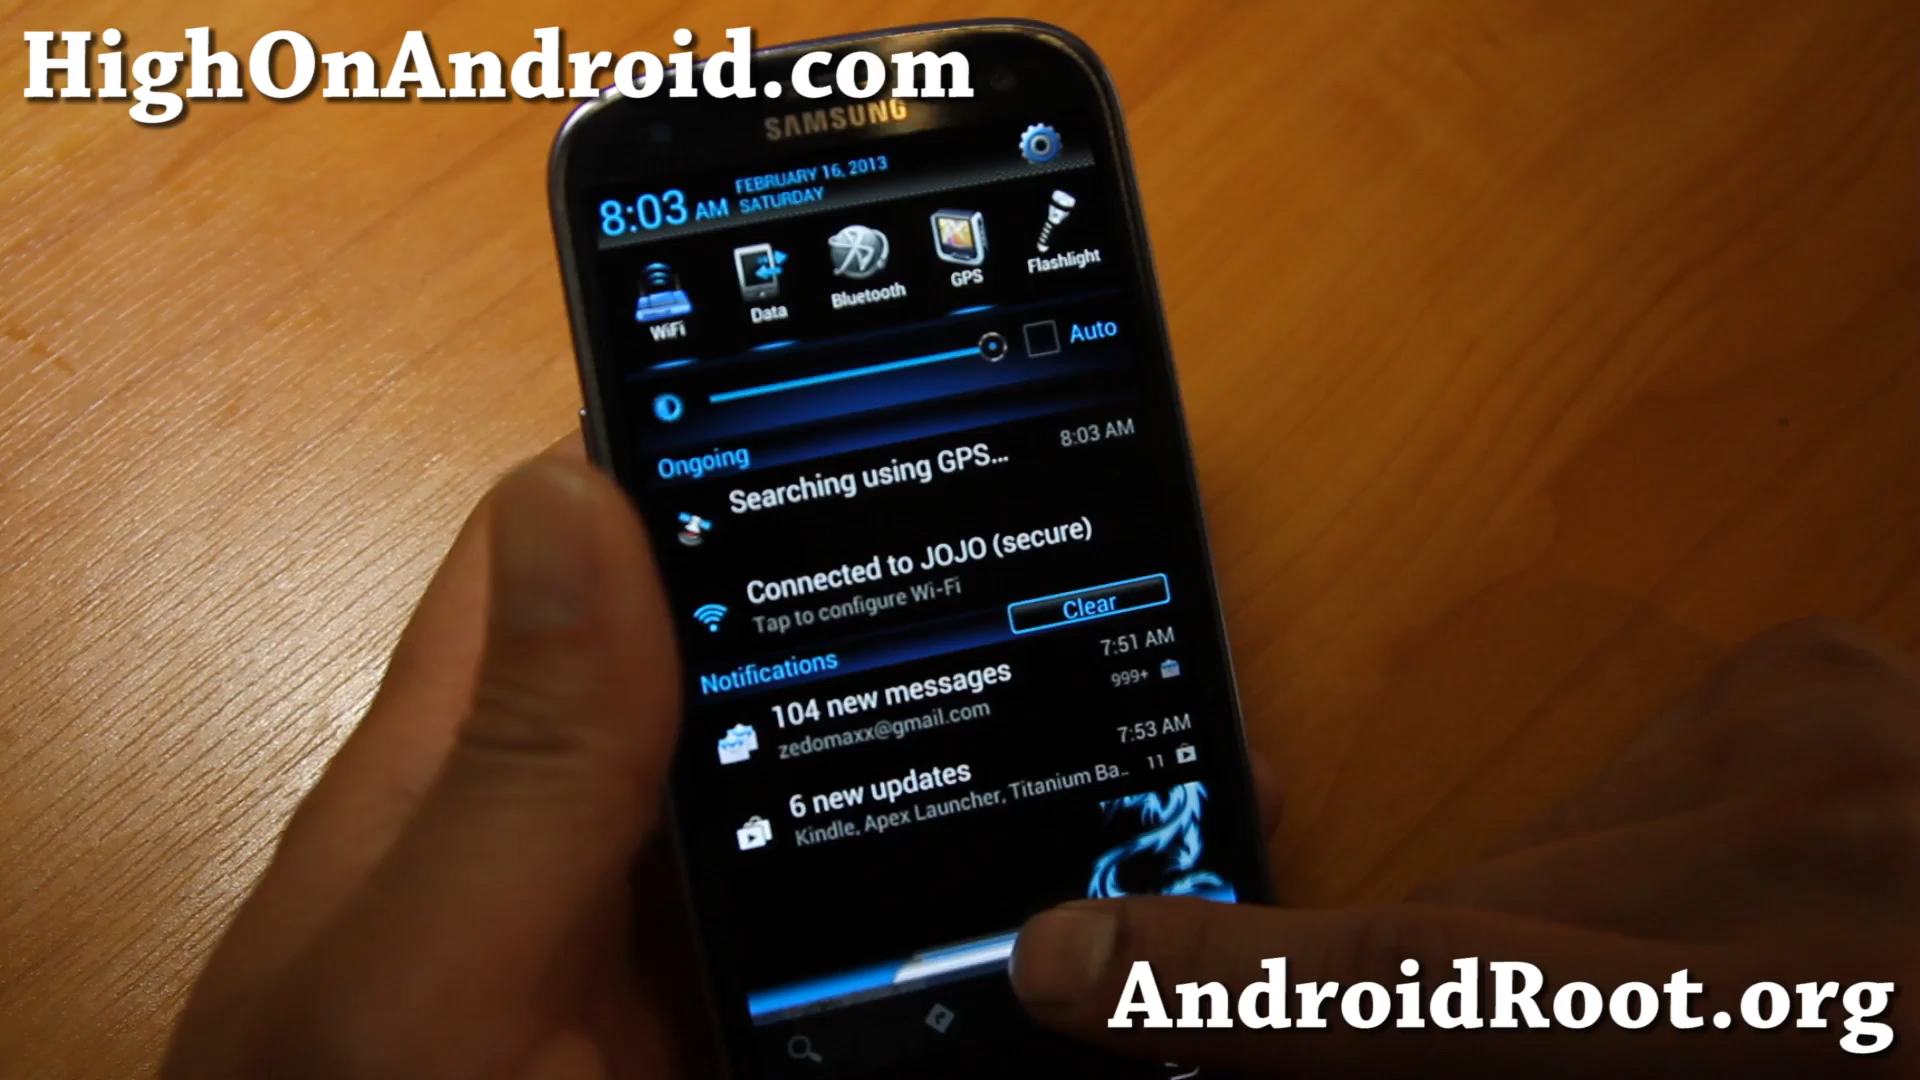 HighOnAndroid.com
SAMSUNG
8:03 AM
FEBRUARY 16, 2013
SATURDAY
WiFi
Data
Bluetooth
GPS
Flashlight
Auto
Ongoing
Searching using GPS...
8:03 AM
Connected to JOJO (secure)
Tap to configure Wi-Fi
Clear
Notifications
104 new messages
7:51 AM
zedomaxx@gmail.com
999+
6 new updates
7:53 AM
Kindle, Apex Launcher, Titanium Ba..
11
AndroidRoot.org